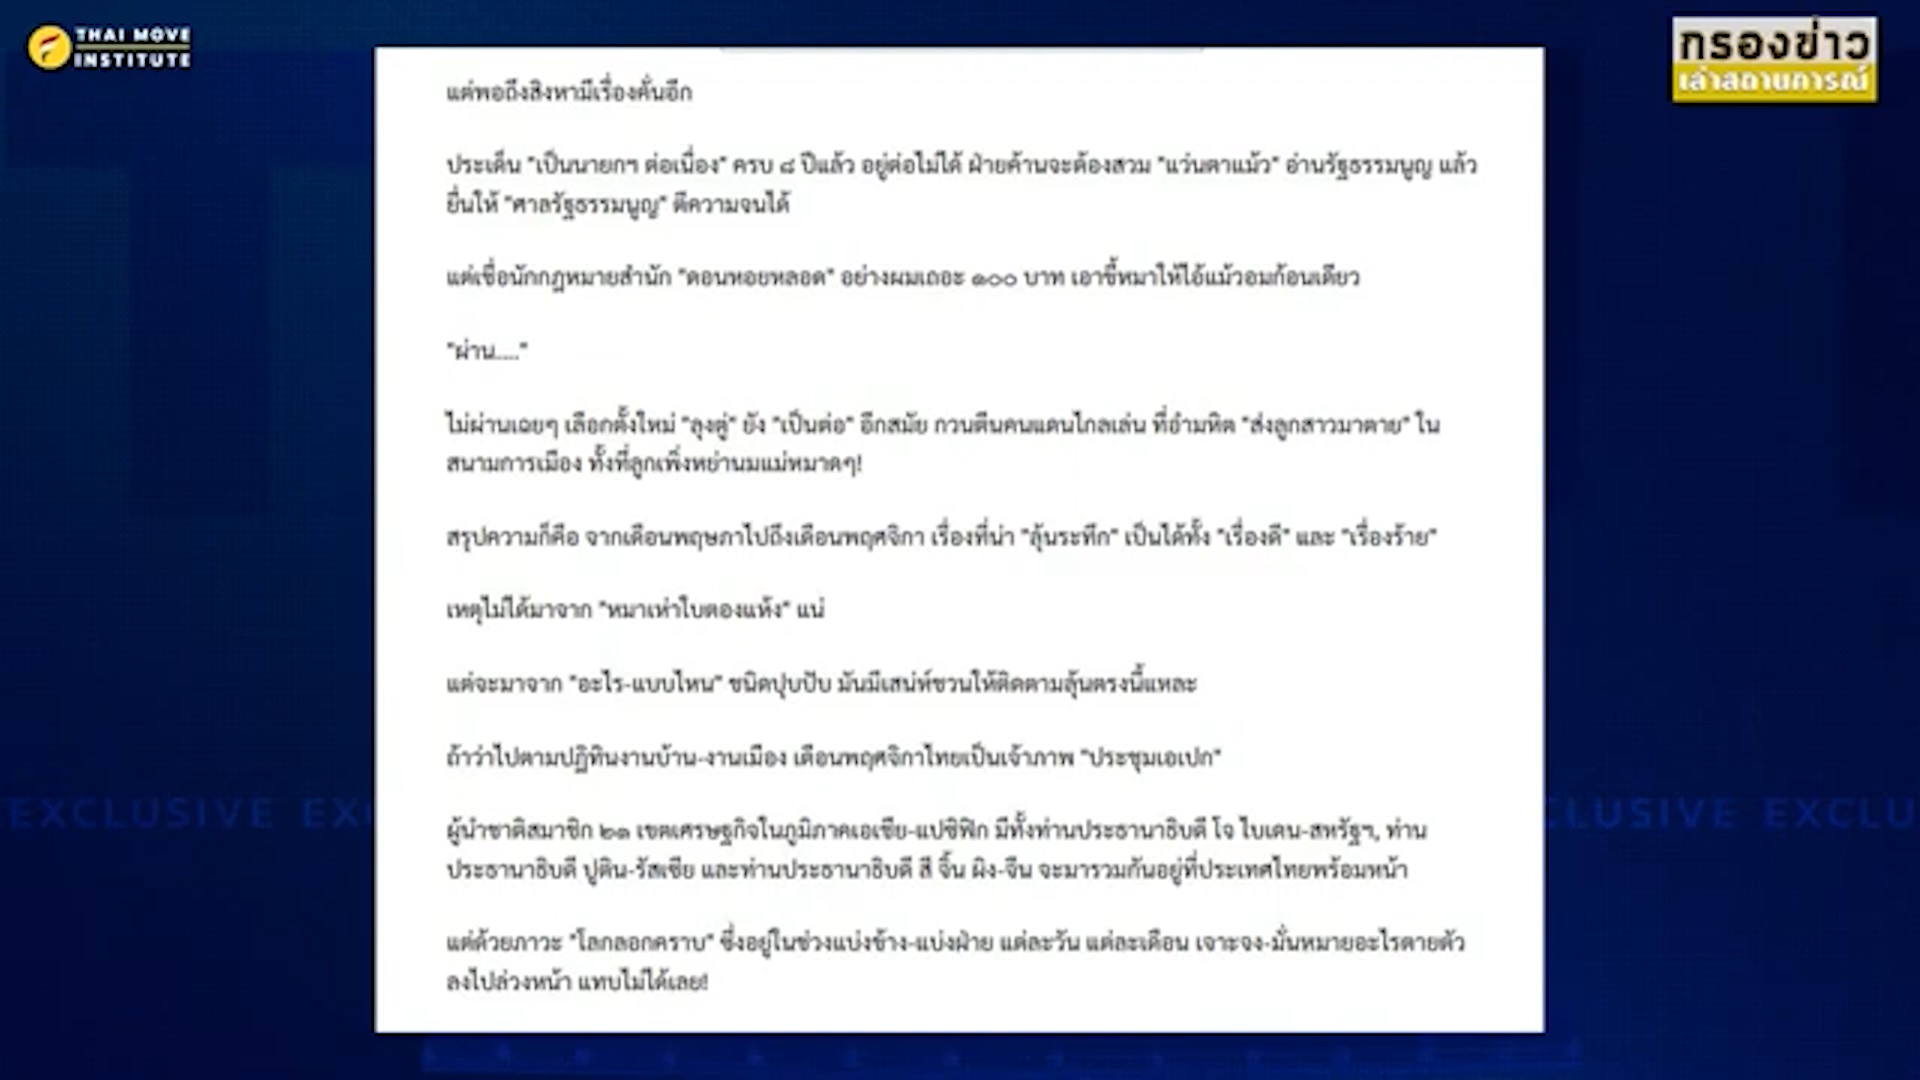 THAI MOVE
INSTITUTE
กรองข่าว
เล่าสถานการณ์
แต่พอถึงสิงหามีเรื่องคั่นอีก
ประเด็น "เป็นนายกฯ ต่อเนื่อง" ครบ ๘ ปีแล้ว อยู่ต่อไม่ได้ ฝ่ายค้านจะต้องสวม "แว่นตาแม้ว" อ่านรัฐธรรมนูญ แล้ว
ยื่นให้ "ศาลรัฐธรรมนูญ" ตีความจนได้
แต่เชื่อนักกฎหมายสำนัก "ดอนหอยหลอด" อย่างผมเถอะ ๑๐๐ บาท เอาขี้หมาให้ไอ้แม้วอมก้อนเดียว
"ผ่าน....."
ไม่ผ่านเฉยๆ เลือกตั้งใหม่ "ลุงตู่" ยัง "เป็นต่อ" อีกสมัย กวนตีนคนแดนไกลเล่น ที่อำมหิต "ส่งลูกสาวมาตาย" ใน
สนามการเมือง ทั้งที่ลูกเพิ่งหย่านมแม่หมาดๆ!
สรุปความก็คือ จากเดือนพฤษภาไปถึงเดือนพฤศจิกา เรื่องที่น่า "ลุ้นระทึก" เป็นได้ทั้ง "เรื่องดี" และ "เรื่องร้าย"
เหตุไม่ได้มาจาก "หมาเห่าใบตองแห้ง" แน่
แต่จะมาจาก "อะไร-แบบไหน" ชนิดปุบปับ มันมีเสน่ห์ชวนให้ติดตามลุ้นตรงนี้แหละ
ถ้าว่าไปตามปฏิทินงานบ้าน-งานเมือง เดือนพฤศจิกาไทยเป็นเจ้าภาพ "ประชุมเอเปก"
ผู้นำชาติสมาชิก ๒๑ เขตเศรษฐกิจในภูมิภาคเอเชีย-แปซิฟิก มีทั้งท่านประธานาธิบดี โจ ไบเดน-สหรัฐฯ, ท่าน
ประธานาธิบดี ปูติน-รัสเซีย และท่านประธานาธิบดี สี จิ้น ผิง-จีน จะมารวมกันอยู่ที่ประเทศไทยพร้อมหน้า
แต่ด้วยภาวะ "โลกลอกคราบ" ซึ่งอยู่ในช่วงแบ่งข้าง-แบ่งฝ่าย แต่ละวัน แต่ละเดือน เจาะจง-มั่นหมายอะไรตายตัว
ลงไปล่วงหน้า แทบไม่ได้เลย!
EXCLUSIVE EX
CLUSIVE EXCLU